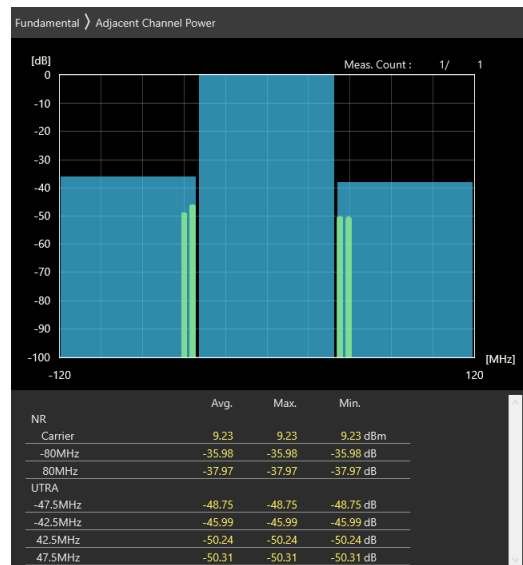 Fundamental 〉 Adjacent Channel Power
[dB]
Meas. Count : 1/ 1
0
-10
-20
-30
-40
-50
-60
-70
-80
-90
-100
[MHz]
-120 120
Avg. Max. Min.
NR
Carrier 9.23 9.23 9.23 dBm
-80MHz -35.98 -35.98 -35.98 dB
80MHz -37.97 -37.97 -37.97 dB
UTRA
-47.5MHz -48.75 -48.75 -48.75 dB
-42.5MHz -45.99 -45.99 -45.99 dB
42.5MHz -50.24 -50.24 -50.24 dB
47.5MHz -50.31 -50.31 -50.31 dB